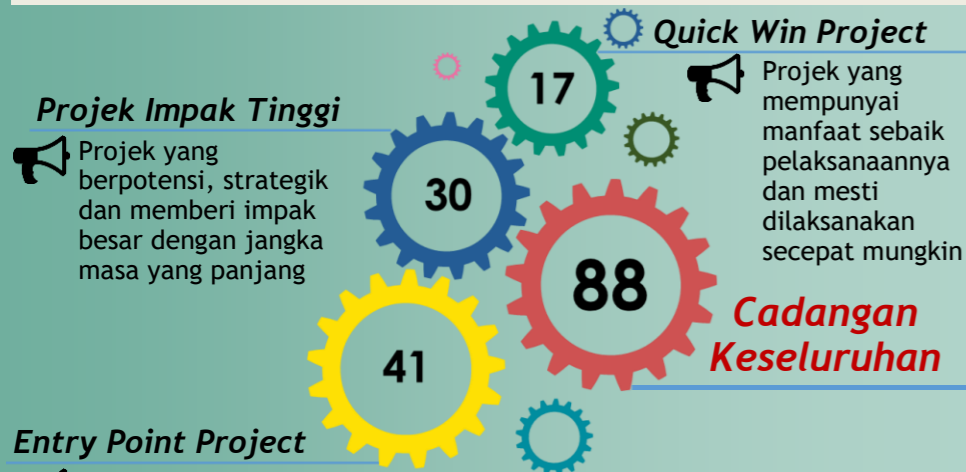 Quick Win Project
17
Projek yang
mempunyai
manfaat sebaik
pelaksanaannya
dan mesti
dilaksanakan
secepat mungkin
Projek Impak Tinggi
Projek yang
berpotensi, strategik
dan memberi impak
besar dengan jangka
masa yang panjang
30
88
Cadangan
Keseluruhan
41
Entry Point Project